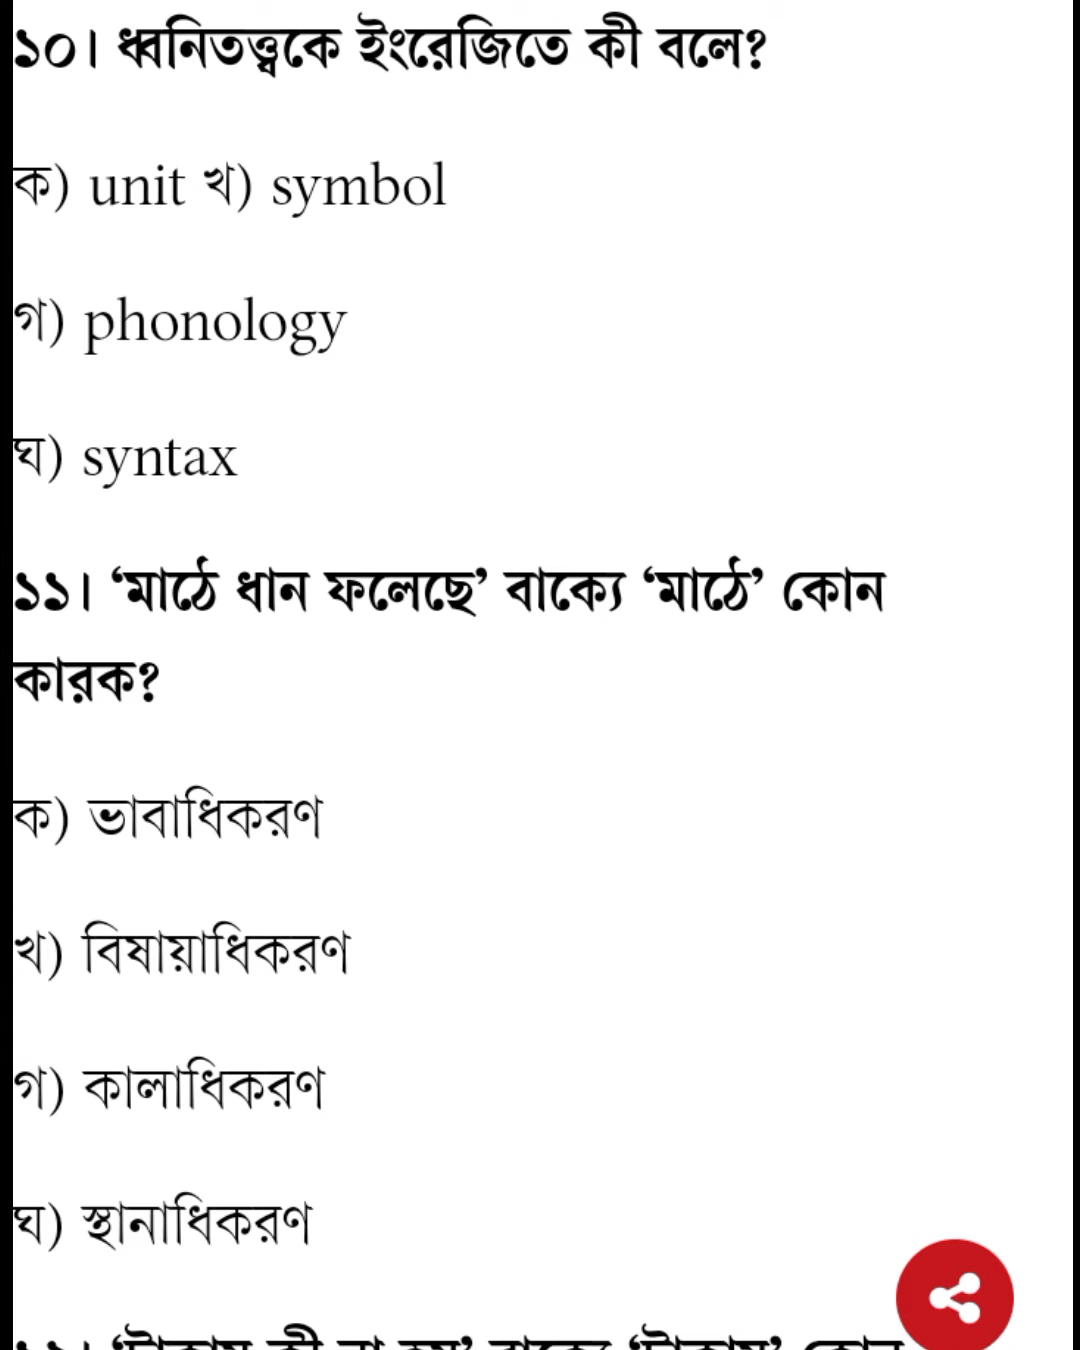 ১০। ধ্বনিতত্ত্বকে ইংরেজিতে কী বলে?
ক) unit খ) symbol
গ) phonology
ঘ) syntax
১১। ‘মাঠে ধান ফলেছে’ বাক্যে ‘মাঠে’ কোন
কারক?
ক) ভাবাধিকরণ
খ) বিষায়াধিকরণ
গ) কালাধিকরণ
ঘ) স্থানাধিকরণ